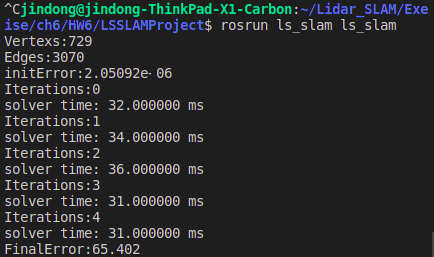 ^Cjindong@jindong-ThinkPad-X1-Carbon:~/Lidar_SLAM/Exe
ise/ch6/HW6/LSSLAMProject$ rosrun ls_slam ls_slam
Vertexs:729
Edges:3070
initError:2.05092e+06
Iterations:0
solver time: 32.000000 ms
Iterations:1
solver time: 34.000000 ms
Iterations:2
solver time: 36.000000 ms
Iterations:3
solver time: 31.000000 ms
Iterations:4
solver time: 31.000000 ms
FinalError:65.402